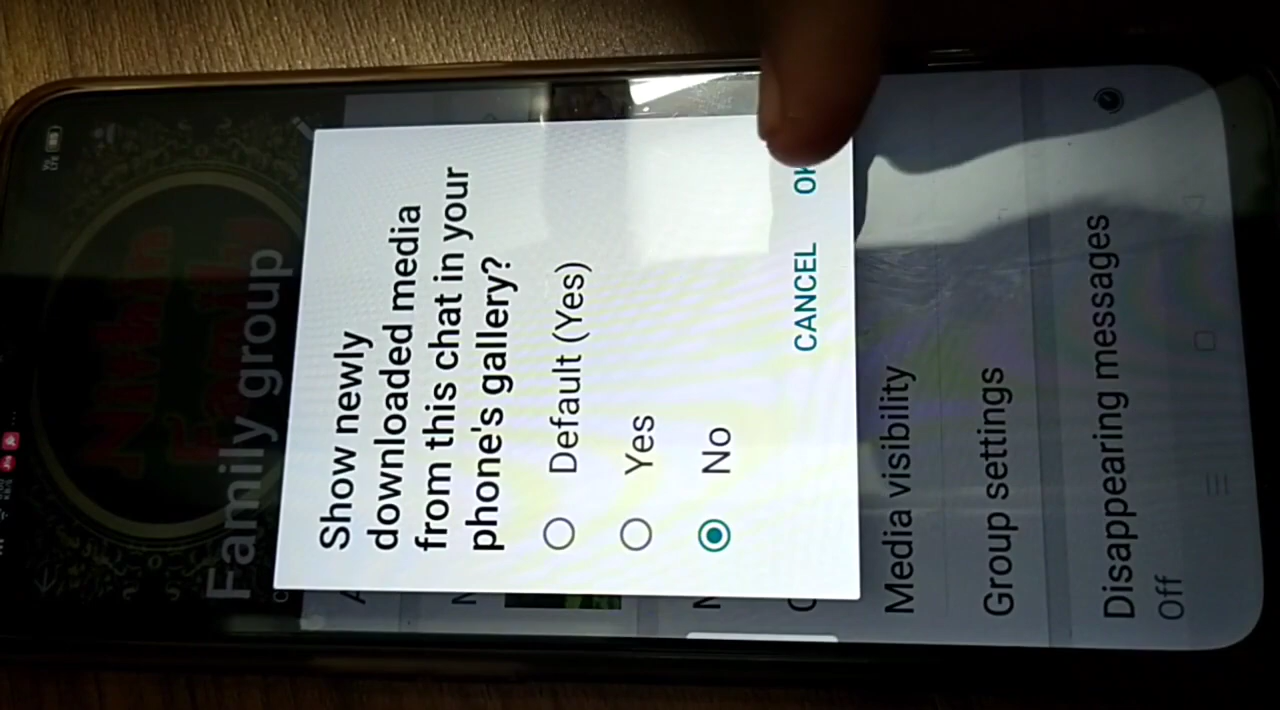 Family group
Show newly
downloaded media
from this chat in your
phone's gallery?
Default (Yes)
Yes
No
CANCEL OK
Media visibility
Group settings
Disappearing messages
Off